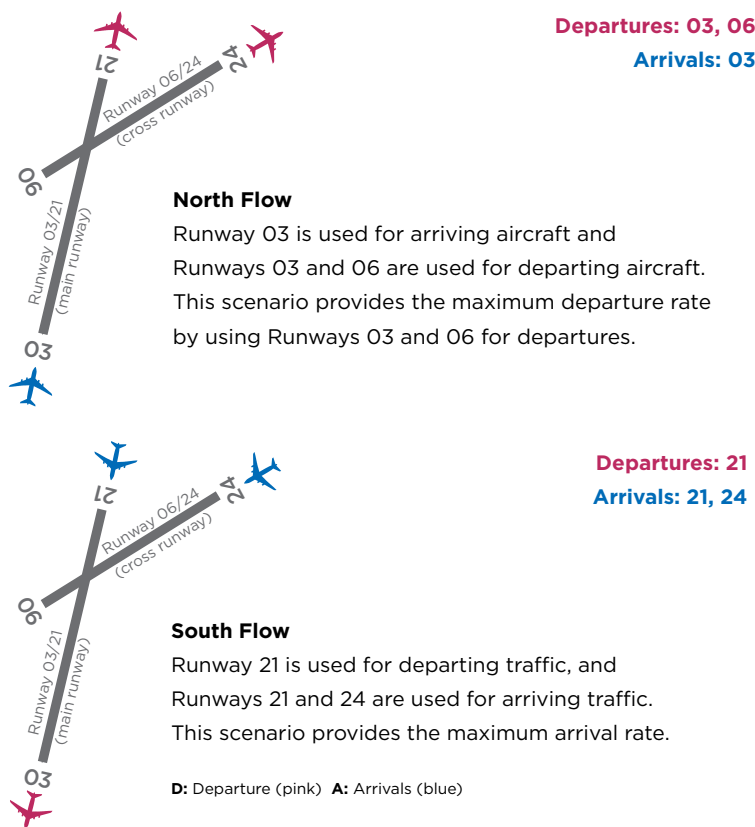 Departures: 03, 06
Arrivals: 03
21
24
Runway 06/24
(cross runway)
06
Runway 03/21
(main runway)
03
North Flow
Runway 03 is used for arriving aircraft and
Runways 03 and 06 are used for departing aircraft.
This scenario provides the maximum departure rate
by using Runways 03 and 06 for departures.
Departures: 21
Arrivals: 21, 24
21
24
Runway 06/24
(cross runway)
06
Runway 03/21
(main runway)
03
South Flow
Runway 21 is used for departing traffic, and
Runways 21 and 24 are used for arriving traffic.
This scenario provides the maximum arrival rate.
D: Departure (pink) A: Arrivals (blue)